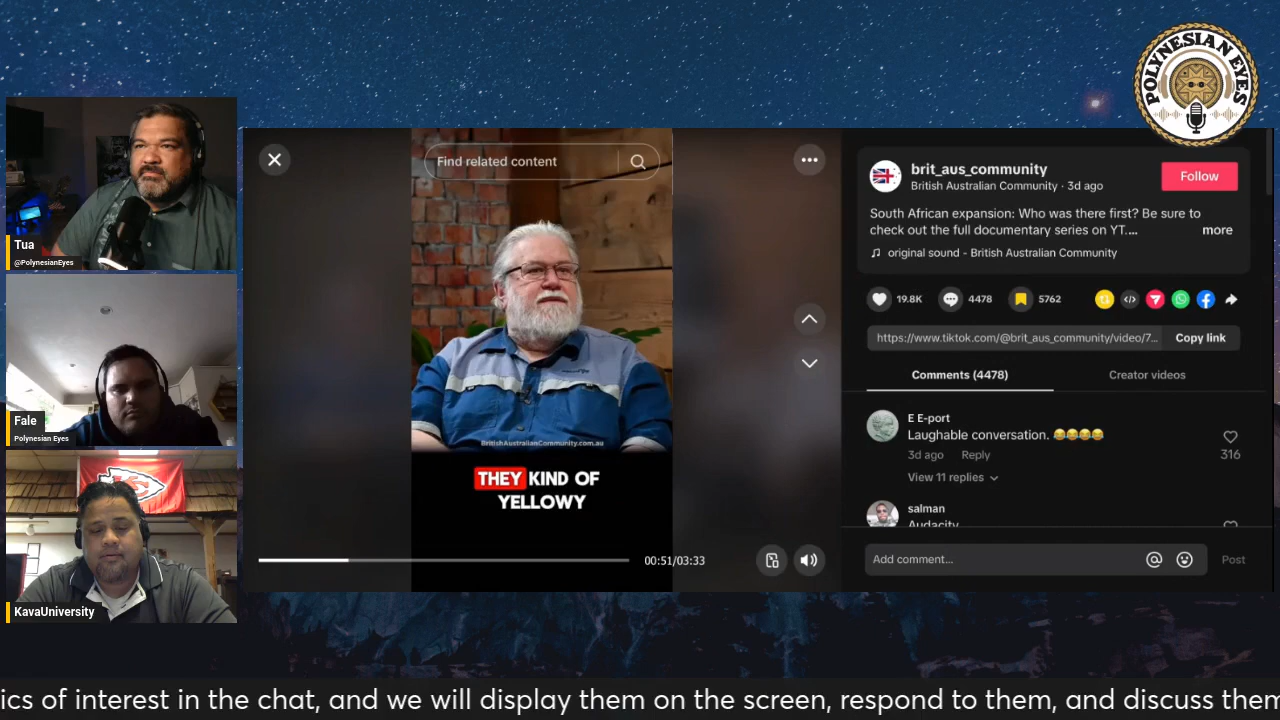 POLYNESIAN EYES
Tua
@PolynesianEyes
Fale
Polynesian Eyes
KavaUniversity
KC
Find related content
BritishAustralianCommunity.com.au
THEY KIND OF
YELLOWY
00:51/03:33
brit_aus_community
British Australian Community · 3d ago
Follow
South African expansion: Who was there first? Be sure to
check out the full documentary series on YT....
more
original sound - British Australian Community
19.8K
4478
5762
https://www.tiktok.com/@brit_aus_community/video/7...
Copy link
Comments (4478)
Creator videos
E E-port
Laughable conversation. 😂😂😂😂
3d ago
Reply
316
View 11 replies
salman
Audacity
Add comment...
Post
ics of interest in the chat, and we will display them on the screen, respond to them, and discuss them